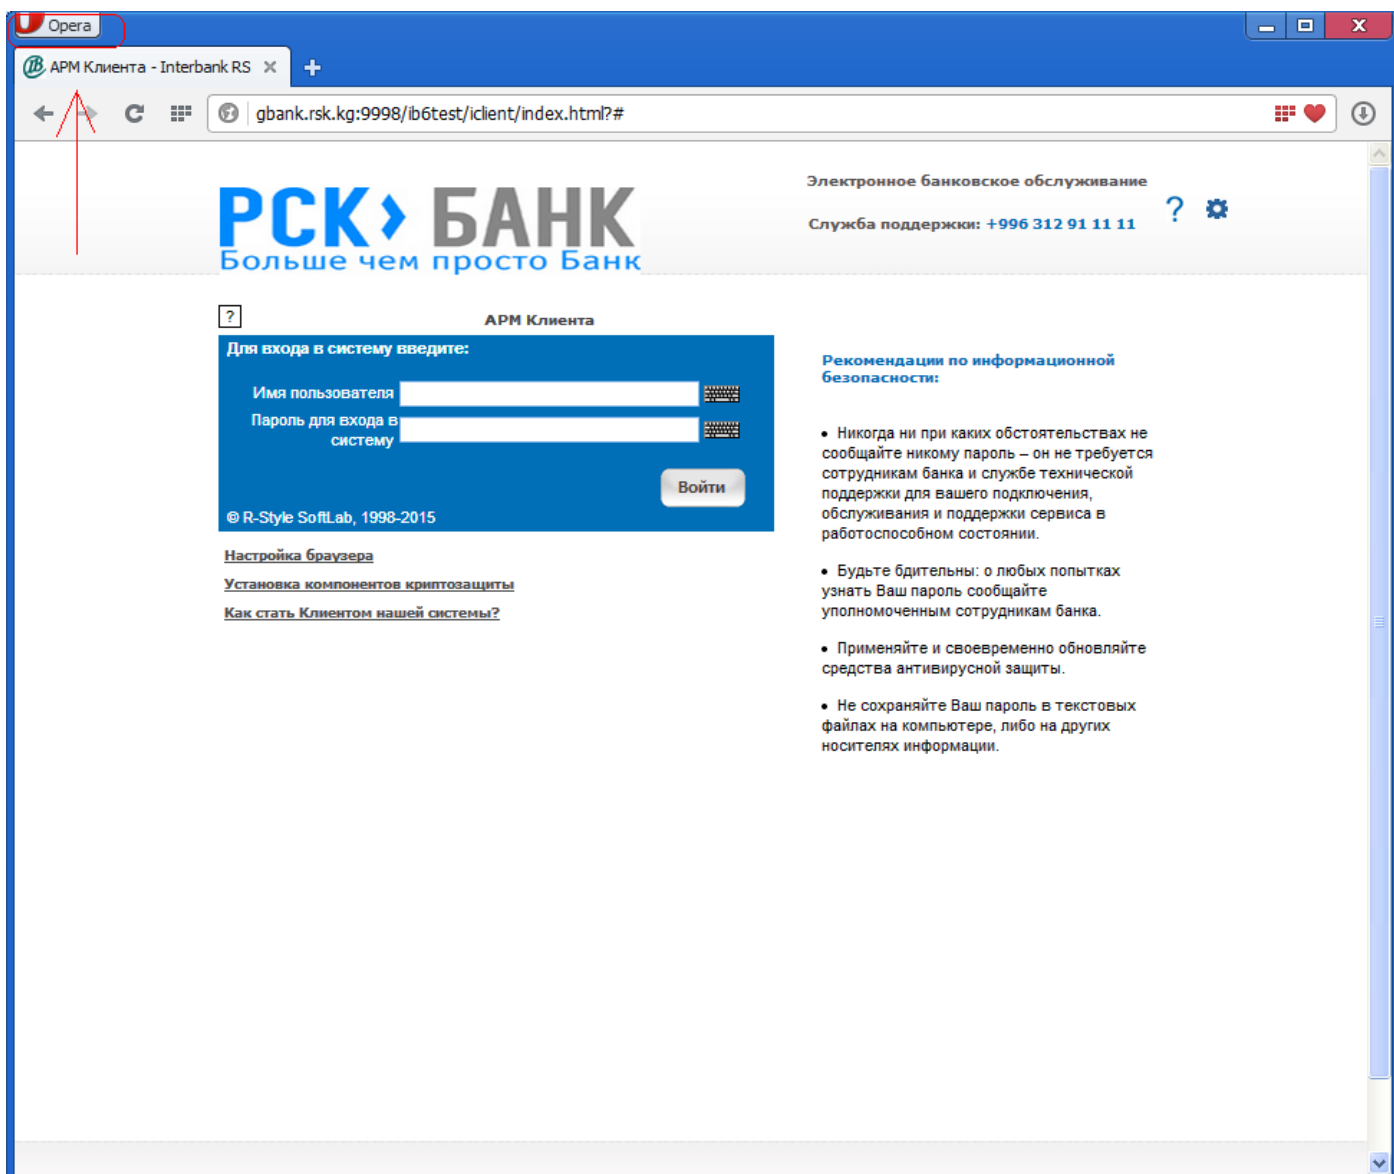 Opera
АРМ Клиента - Interbank RS
gbank.rsk.kg:9998/ib6test/iclient/index.html?#
РСК БАНК
Больше чем просто Банк
Электронное банковское обслуживание
Служба поддержки: +996 312 91 11 11
?
?
АРМ Клиента
Для входа в систему введите:
Имя пользователя
Пароль для входа в
систему
Войти
© R-Style SoftLab, 1998-2015
Настройка браузера
Установка компонентов криптозащиты
Как стать Клиентом нашей системы?
Рекомендации по информационной
безопасности:
• Никогда ни при каких обстоятельствах не
сообщайте никому пароль – он не требуется
сотрудникам банка и службе технической
поддержки для вашего подключения,
обслуживания и поддержки сервиса в
работоспособном состоянии.
• Будьте бдительны: о любых попытках
узнать Ваш пароль сообщайте
уполномоченным сотрудникам банка.
• Применяйте и своевременно обновляйте
средства антивирусной защиты.
• Не сохраняйте Ваш пароль в текстовых
файлах на компьютере, либо на других
носителях информации.